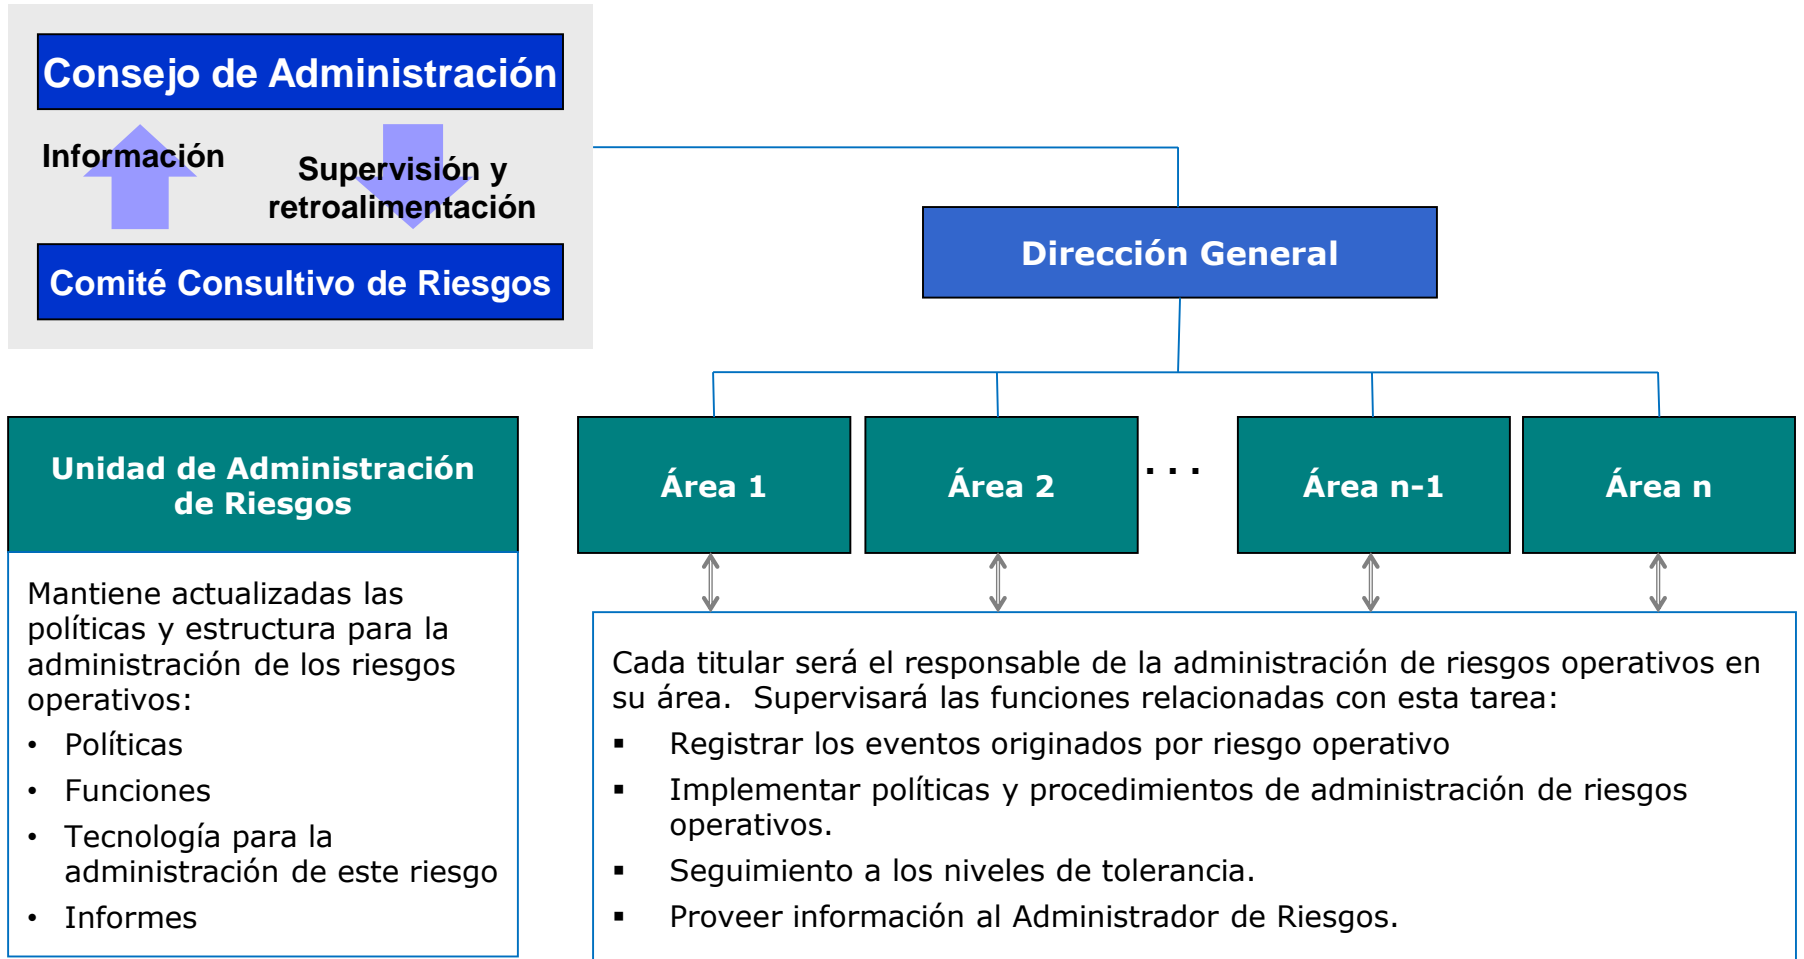 Consejo de Administración
Información
Supervisión y
retroalimentación
Comité Consultivo de Riesgos
Dirección General
Unidad de Administración
de Riesgos
Área 1
Área 2
. . .
Área n-1
Área n
Mantiene actualizadas las
políticas y estructura para la
administración de los riesgos
operativos:
• Políticas
• Funciones
• Tecnología para la
administración de este riesgo
• Informes
Cada titular será el responsable de la administración de riesgos operativos en
su área.  Supervisará las funciones relacionadas con esta tarea:
▪ Registrar los eventos originados por riesgo operativo
▪ Implementar políticas y procedimientos de administración de riesgos
operativos.
▪ Seguimiento a los niveles de tolerancia.
▪ Proveer información al Administrador de Riesgos.